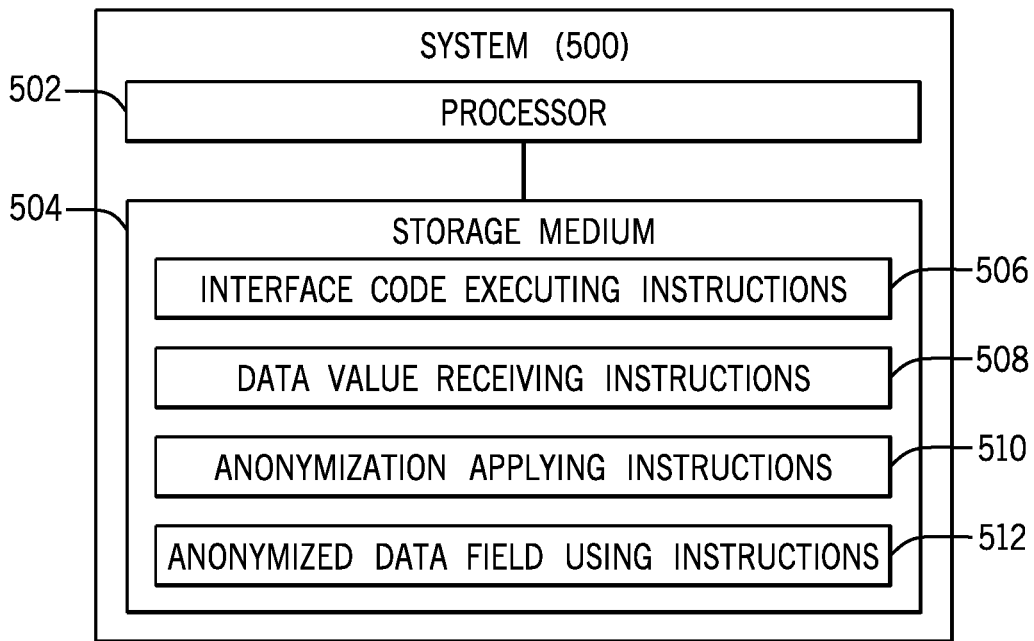 SYSTEM (500)
502
PROCESSOR
504
STORAGE MEDIUM
INTERFACE CODE EXECUTING INSTRUCTIONS
506
DATA VALUE RECEIVING INSTRUCTIONS
508
ANONYMIZATION APPLYING INSTRUCTIONS
510
ANONYMIZED DATA FIELD USING INSTRUCTIONS
512